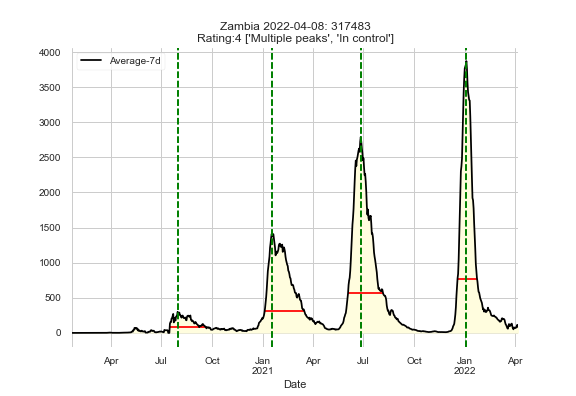 Zambia 2022-04-08: 317483
Rating:4 ['Multiple peaks', 'In control']
Average-7d
4000
3500
3000
2500
2000
1500
1000
500
0
Apr Jul Oct Jan Apr Jul Oct Jan Apr
2021 2022
Date